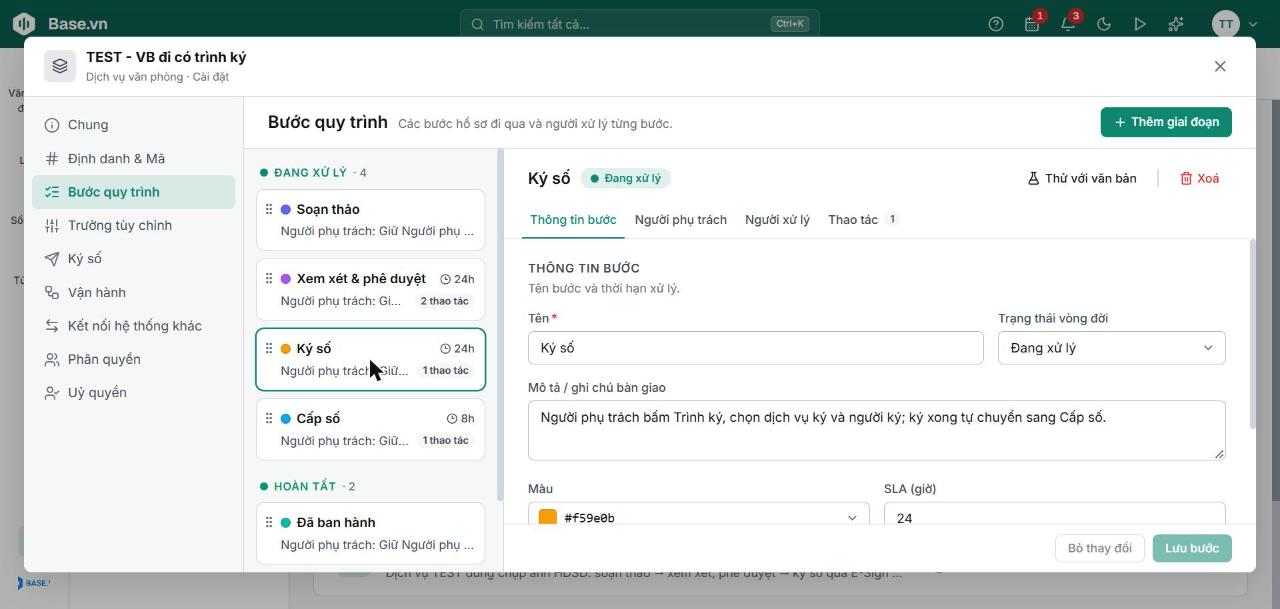 Base.vn
Tìm kiếm tất cả...
Ctrl+K
1
3
TT
TEST - VB đi có trình ký
Dịch vụ văn phòng · Cài đặt
Chung
Định danh & Mã
Bước quy trình
Trường tùy chỉnh
Ký số
Vận hành
Kết nối hệ thống khác
Phân quyền
Uỷ quyền
Bước quy trình
Các bước hồ sơ đi qua và người xử lý từng bước.
+ Thêm giai đoạn
ĐANG XỬ LÝ · 4
Soạn thảo
Người phụ trách: Giữ Người phụ ...
Xem xét & phê duyệt
24h
Người phụ trách: Gi...
2 thao tác
Ký số
24h
Người phụ trách: Giữ...
1 thao tác
Cấp số
8h
Người phụ trách: Giữ...
1 thao tác
HOÀN TẤT · 2
Đã ban hành
Người phụ trách: Giữ Người phụ ...
Ký số
Đang xử lý
Thử với văn bản
Xoá
Thông tin bước
Người phụ trách
Người xử lý
Thao tác
1
THÔNG TIN BƯỚC
Tên bước và thời hạn xử lý.
Tên *
Ký số
Trạng thái vòng đời
Đang xử lý
Mô tả / ghi chú bàn giao
Người phụ trách bấm Trình ký, chọn dịch vụ ký và người ký; ký xong tự chuyển sang Cấp số.
Màu
#f59e0b
SLA (giờ)
24
Bỏ thay đổi
Lưu bước
BASE.